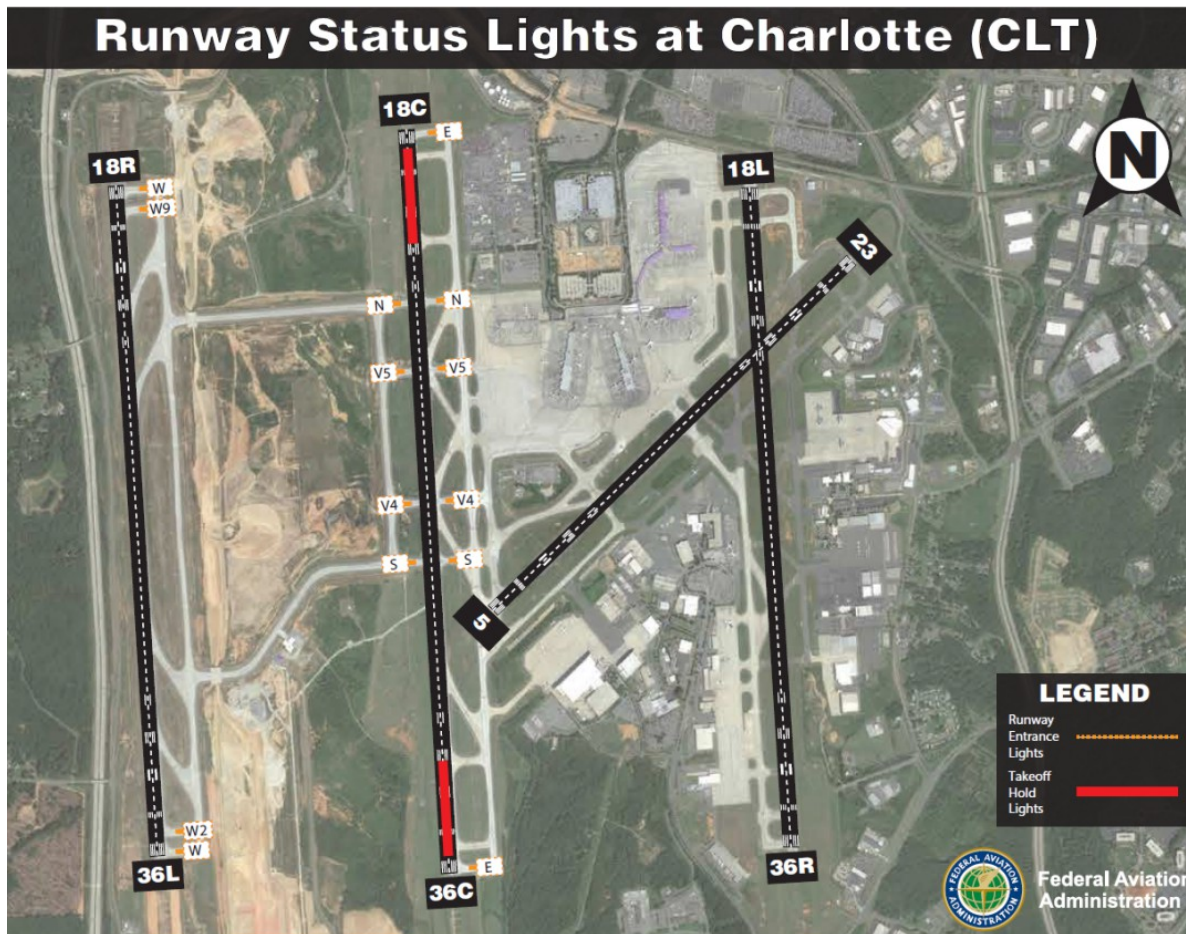 Runway Status Lights at Charlotte (CLT)
N
18C
E
18R
W
W9
18L
23
N
N
V5
V5
V4
V4
S
S
5
W2
W
36L
E
36C
36R
LEGEND
Runway
Entrance
Lights
Takeoff
Hold
Lights
FEDERAL AVIATION
ADMINISTRATION
Federal Aviation
Administration